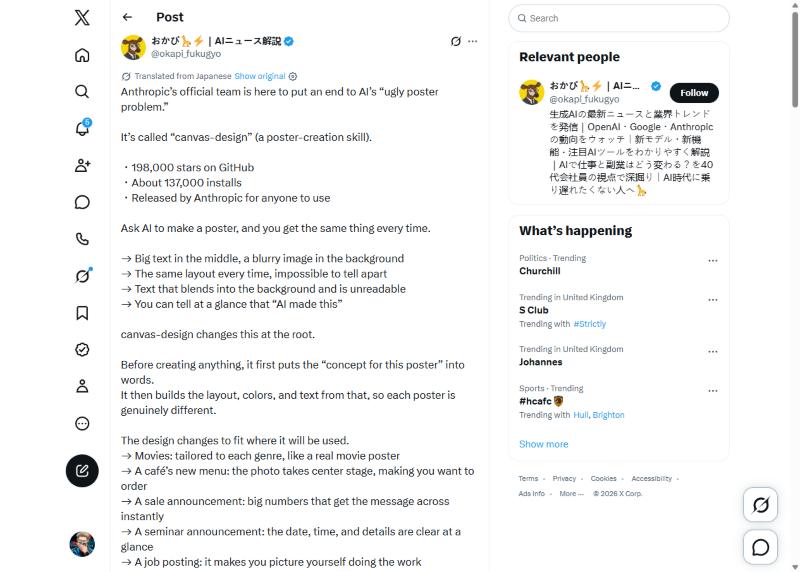 Post
おかぴ🦒⚡｜AIニュース解説
@okapi_fukugyo
Translated from Japanese Show original
Anthropic's official team is here to put an end to AI's “ugly poster
problem.”
It's called “canvas-design” (a poster-creation skill).
・198,000 stars on GitHub
・About 137,000 installs
・Released by Anthropic for anyone to use
Ask AI to make a poster, and you get the same thing every time.
→ Big text in the middle, a blurry image in the background
→ The same layout every time, impossible to tell apart
→ Text that blends into the background and is unreadable
→ You can tell at a glance that “AI made this”
canvas-design changes this at the root.
Before creating anything, it first puts the “concept for this poster” into
words.
It then builds the layout, colors, and text from that, so each poster is
genuinely different.
The design changes to fit where it will be used.
→ Movies: tailored to each genre, like a real movie poster
→ A café's new menu: the photo takes center stage, making you want to
order
→ A sale announcement: big numbers that get the message across
instantly
→ A seminar announcement: the date, time, and details are clear at a
glance
→ A job posting: it makes you picture yourself doing the work
5
Search
Relevant people
おかぴ🦒⚡｜AIニ...
@okapi_fukugyo
Follow
生成AIの最新ニュースと業界トレンド
を発信｜OpenAI・Google・Anthropic
の動向をウォッチ｜新モデル・新機
能・注目AIツールをわかりやすく解説
｜AIで仕事と副業はどう変わる？を40
代会社員の視点で深掘り｜AI時代に乗
り遅れたくない人へ🦒
What's happening
Politics · Trending
Churchill
Trending in United Kingdom
S Club
Trending with #Strictly
Trending in United Kingdom
Johannes
Sports · Trending
#hcafc
Trending with Hull, Brighton
Show more
Terms · Privacy · Cookies · Accessibility ·
Ads Info · More ··· © 2026 X Corp.